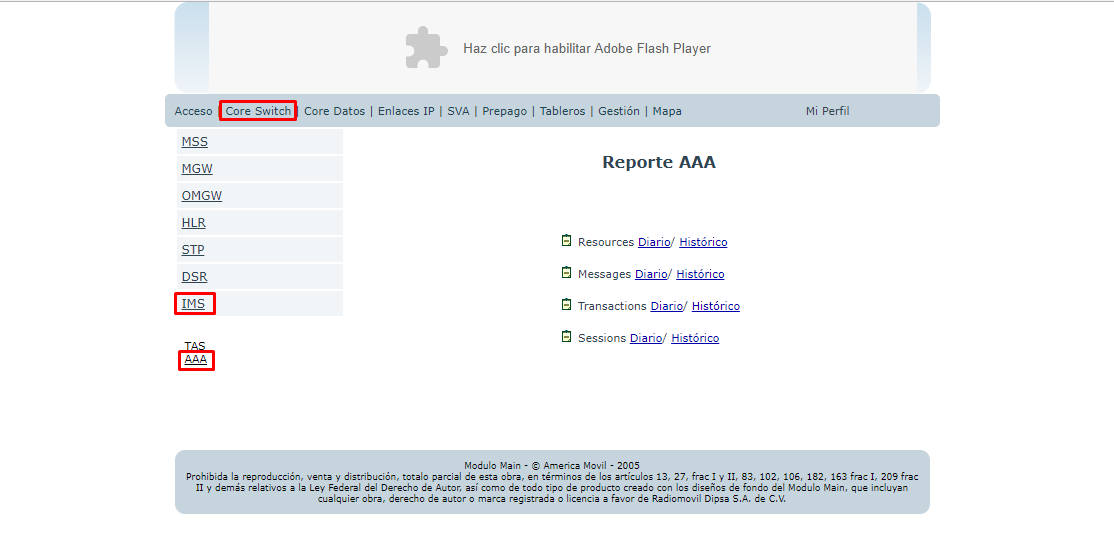 Haz clic para habilitar Adobe Flash Player
Acceso | Core Switch | Core Datos | Enlaces IP | SVA | Prepago | Tableros | Gestión | Mapa Mi Perfil
MSS
MGW
OMGW
HLR
STP
DSR
IMS
TAS
AAA
Reporte AAA
Resources Diario/ Histórico
Messages Diario/ Histórico
Transactions Diario/ Histórico
Sessions Diario/ Histórico
Modulo Main - © America Movil - 2005
Prohibida la reproducción, venta y distribución, totalo parcial de esta obra, en términos de los artículos 13, 27, frac I y II, 83, 102, 106, 182, 163 frac I, 209 frac
II y demás relativos a la Ley Federal del Derecho de Autor, así como de todo tipo de producto creado con los diseños de fondo del Modulo Main, que incluyan
cualquier obra, derecho de autor o marca registrada o licencia a favor de Radiomovil Dipsa S.A. de C.V.